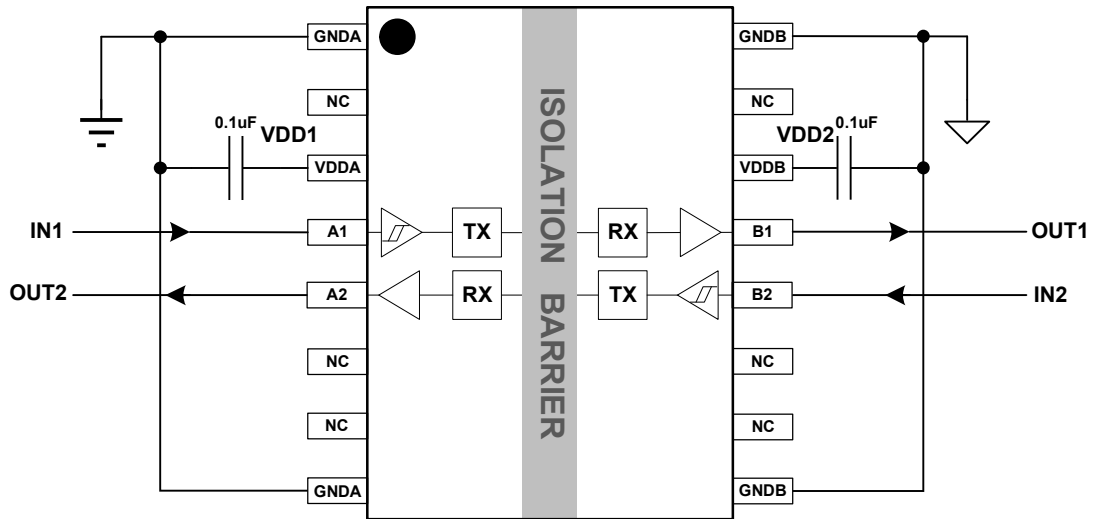 GNDA
GNDB
NC
NC
0.1uF
VDD1
VDD2
0.1uF
VDDA
VDDB
IN1
A1
TX
RX
B1
OUT1
OUT2
A2
RX
TX
B2
IN2
ISOLATION BARRIER
NC
NC
NC
NC
GNDA
GNDB